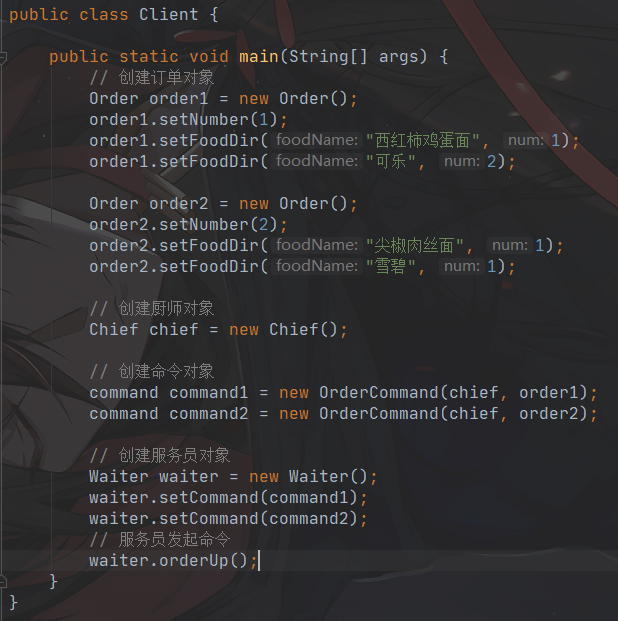 public class Client {
public static void main(String[] args) {
// 创建订单对象
Order order1 = new Order();
order1.setNumber(1);
order1.setFoodDir( foodName: "西红柿鸡蛋面", num: 1);
order1.setFoodDir( foodName: "可乐", num: 2);
Order order2 = new Order();
order2.setNumber(2);
order2.setFoodDir( foodName: "尖椒肉丝面", num: 1);
order2.setFoodDir( foodName: "雪碧", num: 1);
// 创建厨师对象
Chief chief = new Chief();
// 创建命令对象
command command1 = new OrderCommand(chief, order1);
command command2 = new OrderCommand(chief, order2);
// 创建服务员对象
Waiter waiter = new Waiter();
waiter.setCommand(command1);
waiter.setCommand(command2);
// 服务员发起命令
waiter.orderUp();
}
}